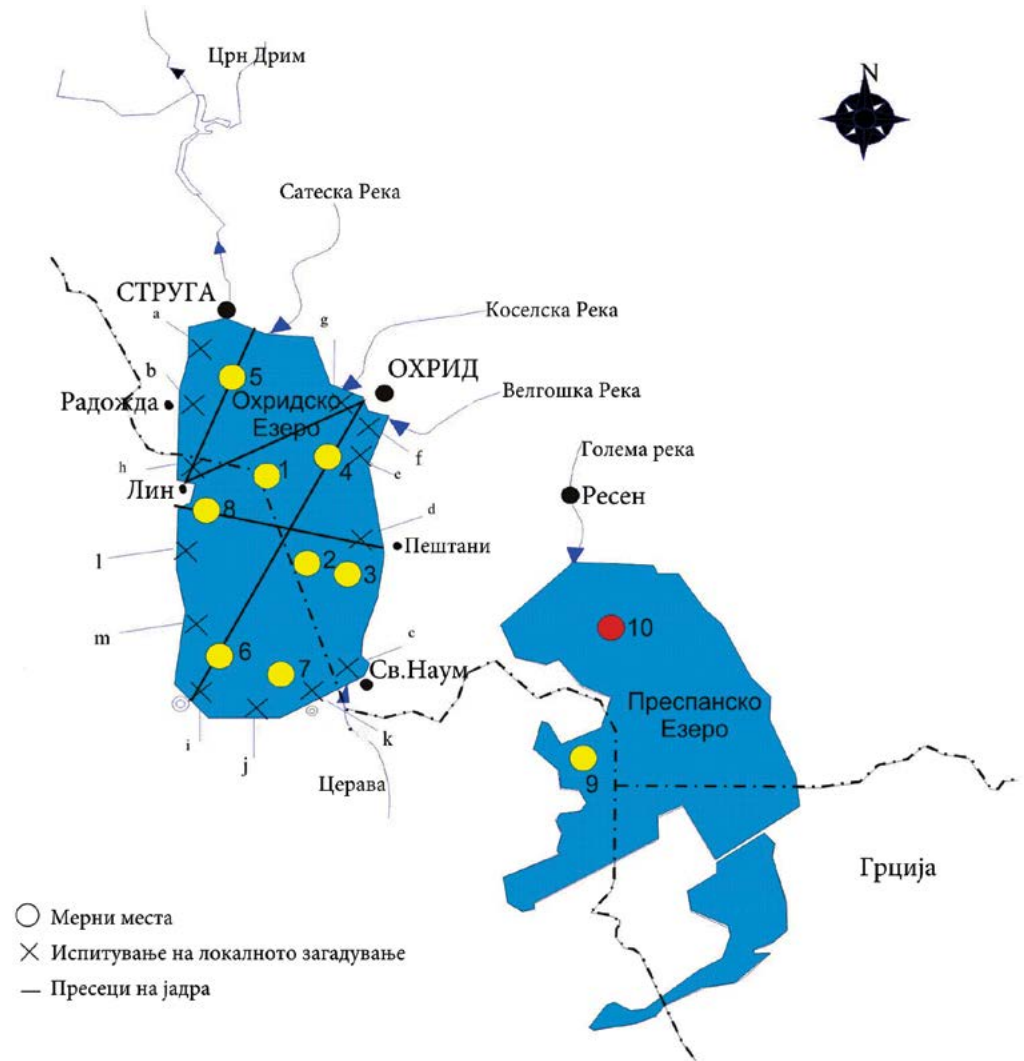 Црн Дрим
N
Сатеска Река
СТРУГА
a
g
Коселска Река
b
5
ОХРИД
Радожда
Охридско
Езеро
Велгошка Река
f
4
e
h
1
Голема река
Лин
8
Ресен
d
Пештани
l
2
3
m
10
c
6
7
Св.Наум
Преспанско
Езеро
i
j
k
9
Церава
Грција
Мерни места
Испитување на локалното загадување
Пресеци на јадра